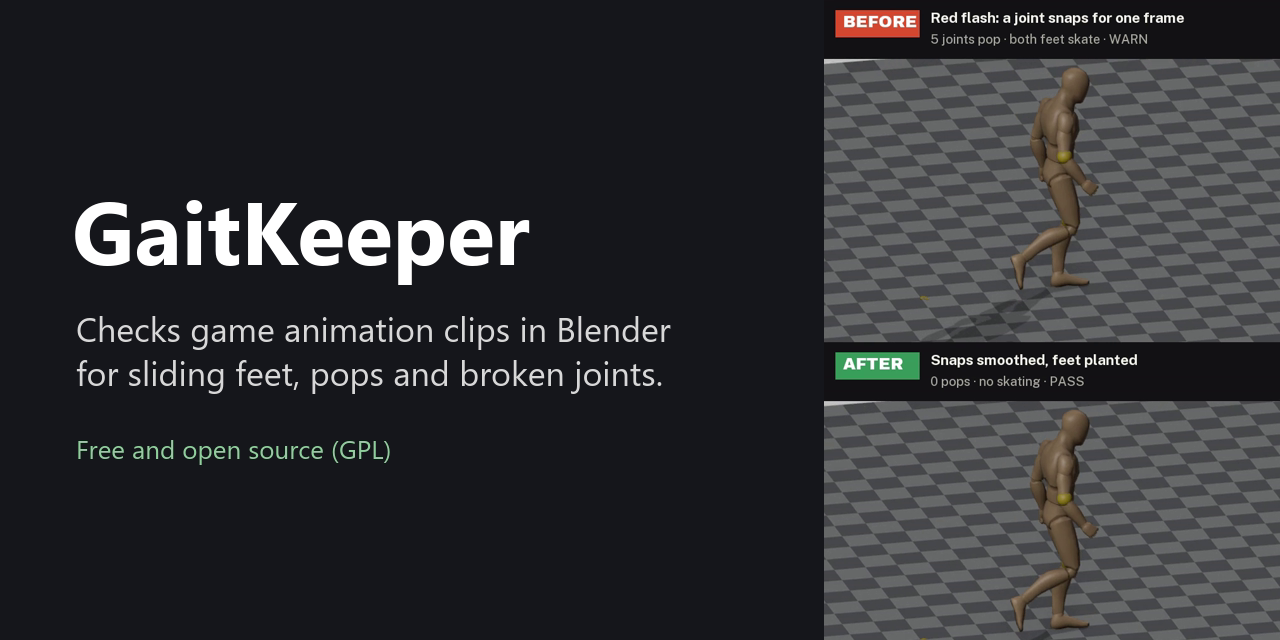 GaitKeeper
Checks game animation clips in Blender
for sliding feet, pops and broken joints.
Free and open source (GPL)
BEFORE
Red flash: a joint snaps for one frame
5 joints pop · both feet skate · WARN
AFTER
Snaps smoothed, feet planted
0 pops · no skating · PASS